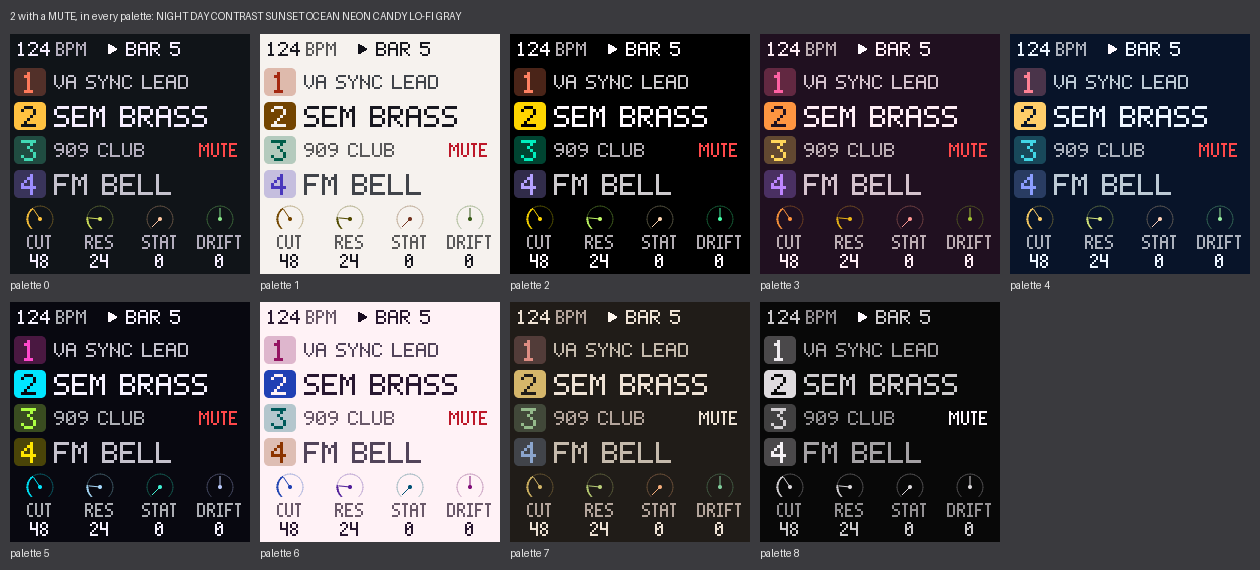 2 with a MUTE, in every palette: NIGHT DAY CONTRAST SUNSET OCEAN NEON CANDY LO-FI GRAY
124 BPM ▶ BAR 5
1 VA SYNC LEAD
2 SEM BRASS
3 909 CLUB MUTE
4 FM BELL
CUT RES STAT DRIFT
48 24 0 0
palette 0
124 BPM ▶ BAR 5
1 VA SYNC LEAD
2 SEM BRASS
3 909 CLUB MUTE
4 FM BELL
CUT RES STAT DRIFT
48 24 0 0
palette 1
124 BPM ▶ BAR 5
1 VA SYNC LEAD
2 SEM BRASS
3 909 CLUB MUTE
4 FM BELL
CUT RES STAT DRIFT
48 24 0 0
palette 2
124 BPM ▶ BAR 5
1 VA SYNC LEAD
2 SEM BRASS
3 909 CLUB MUTE
4 FM BELL
CUT RES STAT DRIFT
48 24 0 0
palette 3
124 BPM ▶ BAR 5
1 VA SYNC LEAD
2 SEM BRASS
3 909 CLUB MUTE
4 FM BELL
CUT RES STAT DRIFT
48 24 0 0
palette 4
124 BPM ▶ BAR 5
1 VA SYNC LEAD
2 SEM BRASS
3 909 CLUB MUTE
4 FM BELL
CUT RES STAT DRIFT
48 24 0 0
palette 5
124 BPM ▶ BAR 5
1 VA SYNC LEAD
2 SEM BRASS
3 909 CLUB MUTE
4 FM BELL
CUT RES STAT DRIFT
48 24 0 0
palette 6
124 BPM ▶ BAR 5
1 VA SYNC LEAD
2 SEM BRASS
3 909 CLUB MUTE
4 FM BELL
CUT RES STAT DRIFT
48 24 0 0
palette 7
124 BPM ▶ BAR 5
1 VA SYNC LEAD
2 SEM BRASS
3 909 CLUB MUTE
4 FM BELL
CUT RES STAT DRIFT
48 24 0 0
palette 8